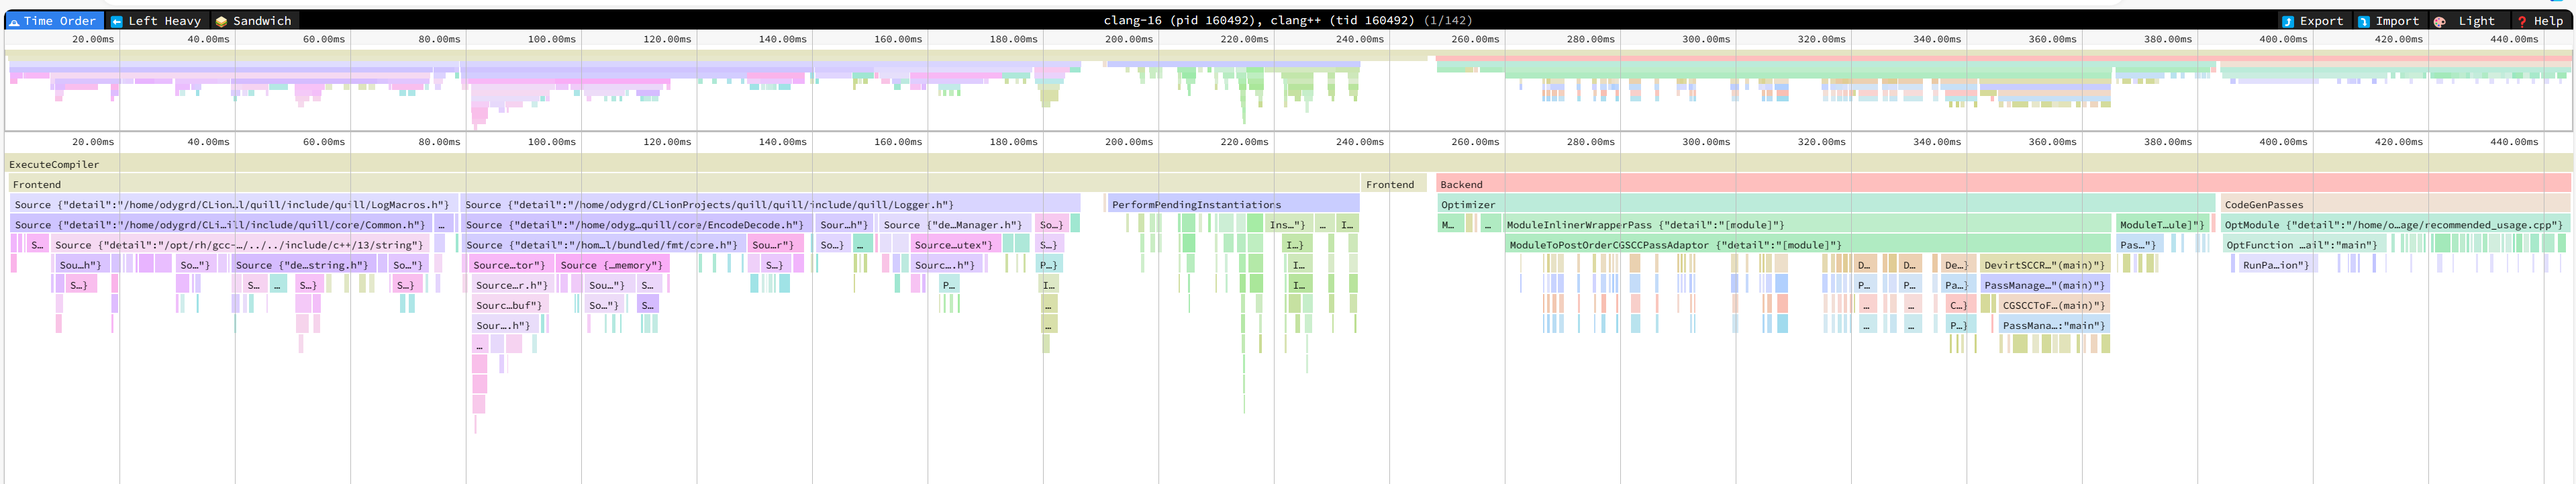 Time Order Left Heavy Sandwich clang-16 (pid 160492), clang++ (tid 160492) (1/142) Export Import Light Help
20.00ms 40.00ms 60.00ms 80.00ms 100.00ms 120.00ms 140.00ms 160.00ms 180.00ms 200.00ms 220.00ms 240.00ms 260.00ms 280.00ms 300.00ms 320.00ms 340.00ms 360.00ms 380.00ms 400.00ms 420.00ms 440.00ms
20.00ms 40.00ms 60.00ms 80.00ms 100.00ms 120.00ms 140.00ms 160.00ms 180.00ms 200.00ms 220.00ms 240.00ms 260.00ms 280.00ms 300.00ms 320.00ms 340.00ms 360.00ms 380.00ms 400.00ms 420.00ms 440.00ms
ExecuteCompiler
Frontend Frontend Backend
Source {"detail":"/home/odygrd/CLion…l/quill/include/quill/LogMacros.h"} Source {"detail":"/home/odygrd/CLionProjects/quill/quill/include/quill/Logger.h"} PerformPendingInstantiations Optimizer CodeGenPasses
Source {"detail":"/home/odygrd/CLi…ill/include/quill/core/Common.h"} … Source {"detail":"/home/odyg…quill/core/EncodeDecode.h"} Sour…h"} Source {"de…Manager.h"} So…} Ins…"} … I… M… … ModuleInlinerWrapperPass {"detail":"[module]"} ModuleT…ule]"} OptModule {"detail":"/home/o…age/recommended_usage.cpp"}
S… Source {"detail":"/opt/rh/gcc-…/../../include/c++/13/string"} Source {"detail":"/hom…l/bundled/fmt/core.h"} Sou…r"} So…} … Source…utex"} S…} I…} ModuleToPostOrderCGSCCPassAdaptor {"detail":"[module]"} Pas…"} OptFunction …ail":"main"}
Sou…h"} So…"} Source {"de…string.h"} So…"} Source…tor"} Source {…memory"} S…} Sourc….h"} P…} I… D… D… De…} DevirtSCCR…"(main)"} RunPa…ion"}
S…} S… … S…} S…} Source…r.h"} Sou…"} S… P… I… I… P… P… Pa…} PassManage…"(main)"}
Sourc…buf"} So…"} S… … … … C…} CGSCCToF…(main)"}
Sour….h"} … … … P…} PassMana…:"main"}
…